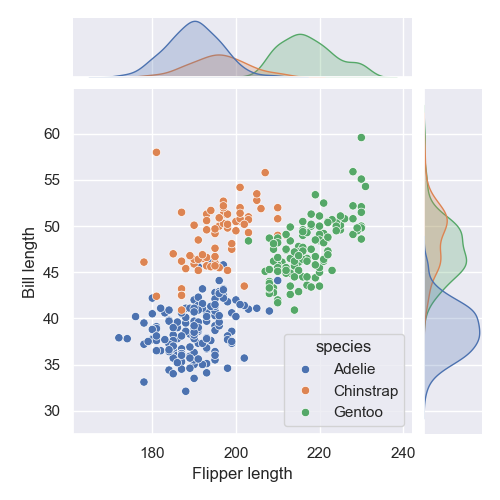 60
55
50
45
40
35
30
Bill length
species
Adelie
Chinstrap
Gentoo
180 200 220 240
Flipper length